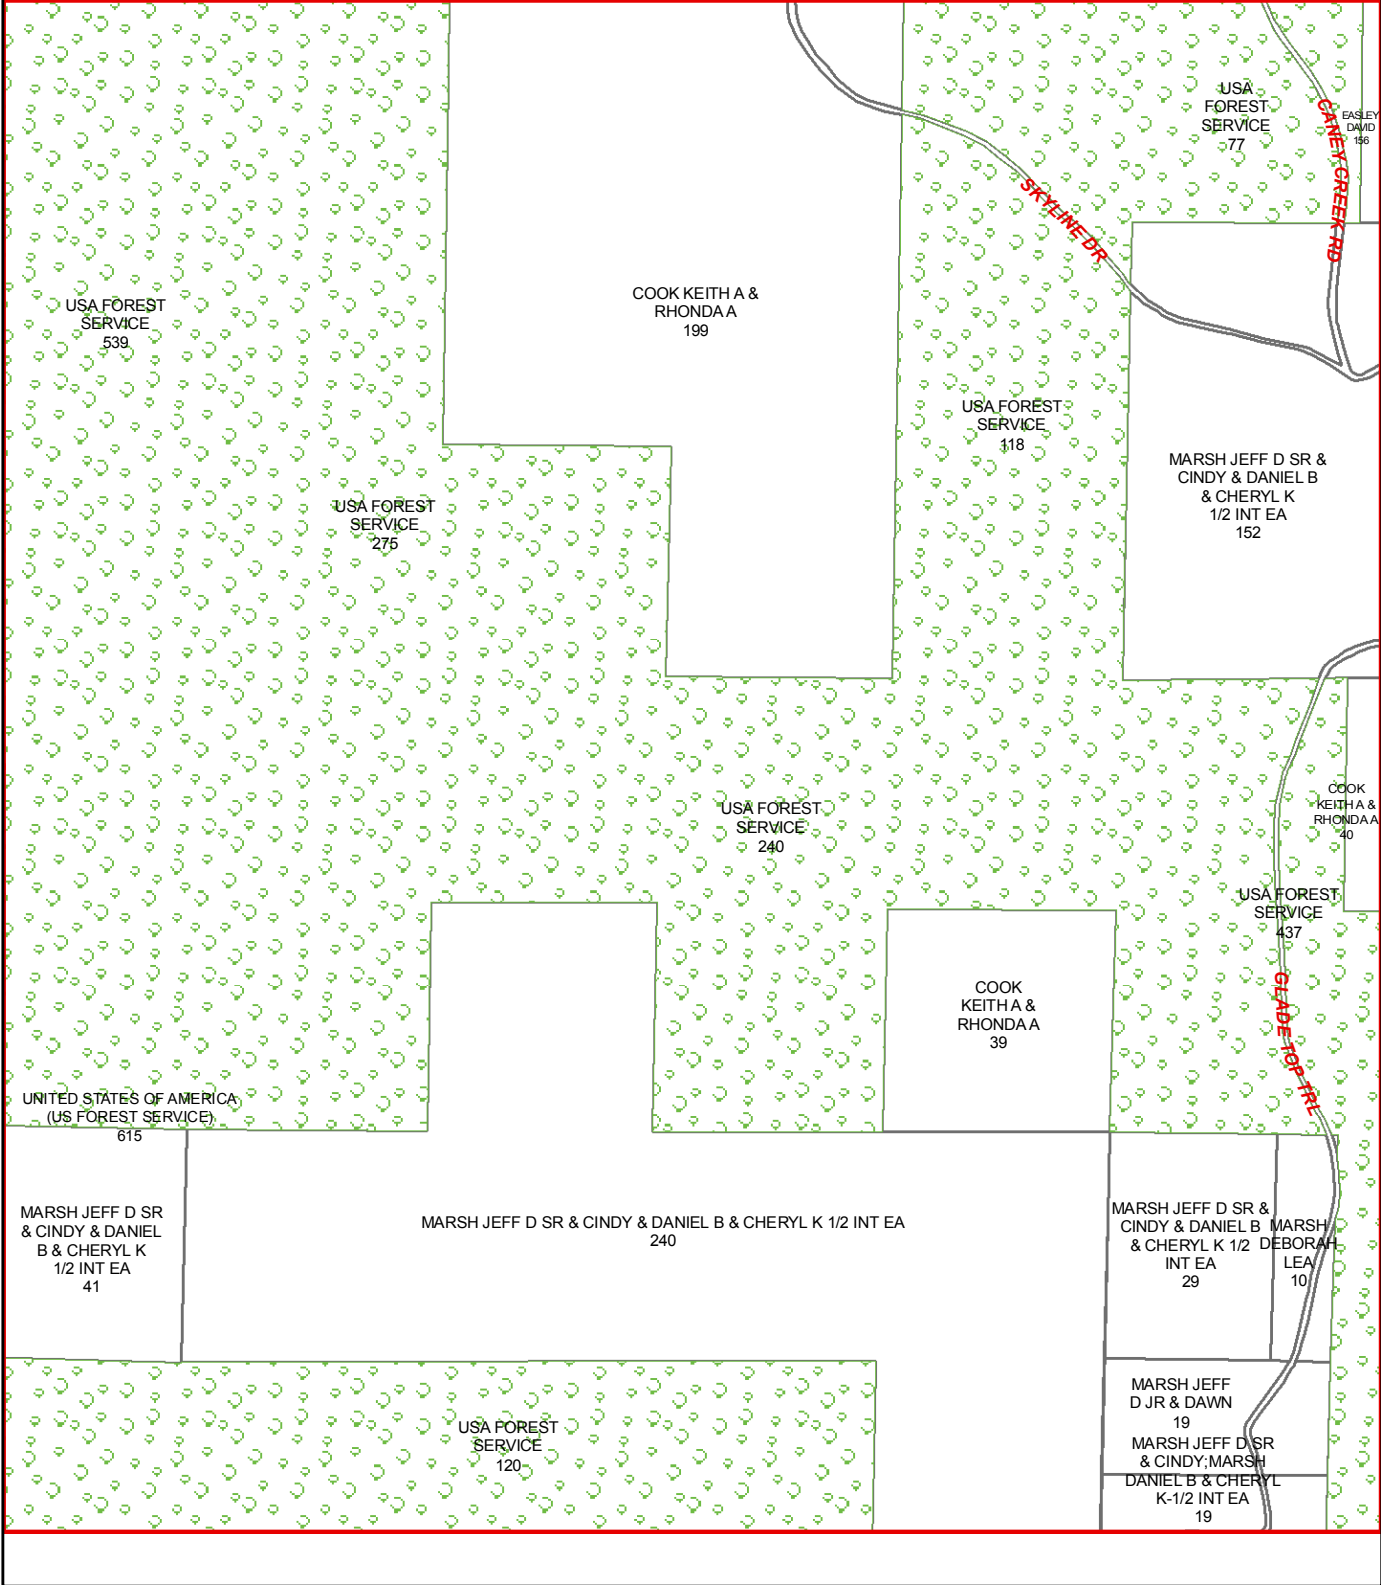 USA
FOREST
SERVICE
77
CANEY CREEK RD
EASLEY
DAVID
156
SKYLINE DR
USA FOREST
SERVICE
539
COOK KEITH A &
RHONDA A
199
USA FOREST
SERVICE
118
MARSH JEFF D SR &
CINDY & DANIEL B
& CHERYL K
1/2 INT EA
152
USA FOREST
SERVICE
275
USA FOREST
SERVICE
240
COOK
KEITH A &
RHONDA A
40
USA FOREST
SERVICE
437
COOK
KEITH A &
RHONDA A
39
GLADE TOP TRL
UNITED STATES OF AMERICA
(US FOREST SERVICE)
615
MARSH JEFF D SR
& CINDY & DANIEL
B & CHERYL K
1/2 INT EA
41
MARSH JEFF D SR & CINDY & DANIEL B & CHERYL K 1/2 INT EA
240
MARSH JEFF D SR &
CINDY & DANIEL B
& CHERYL K 1/2
INT EA
29
MARSH
DEBORAH
LEA
10
MARSH JEFF
D JR & DAWN
19
USA FOREST
SERVICE
120
MARSH JEFF D SR
& CINDY;MARSH
DANIEL B & CHERYL
K-1/2 INT EA
19